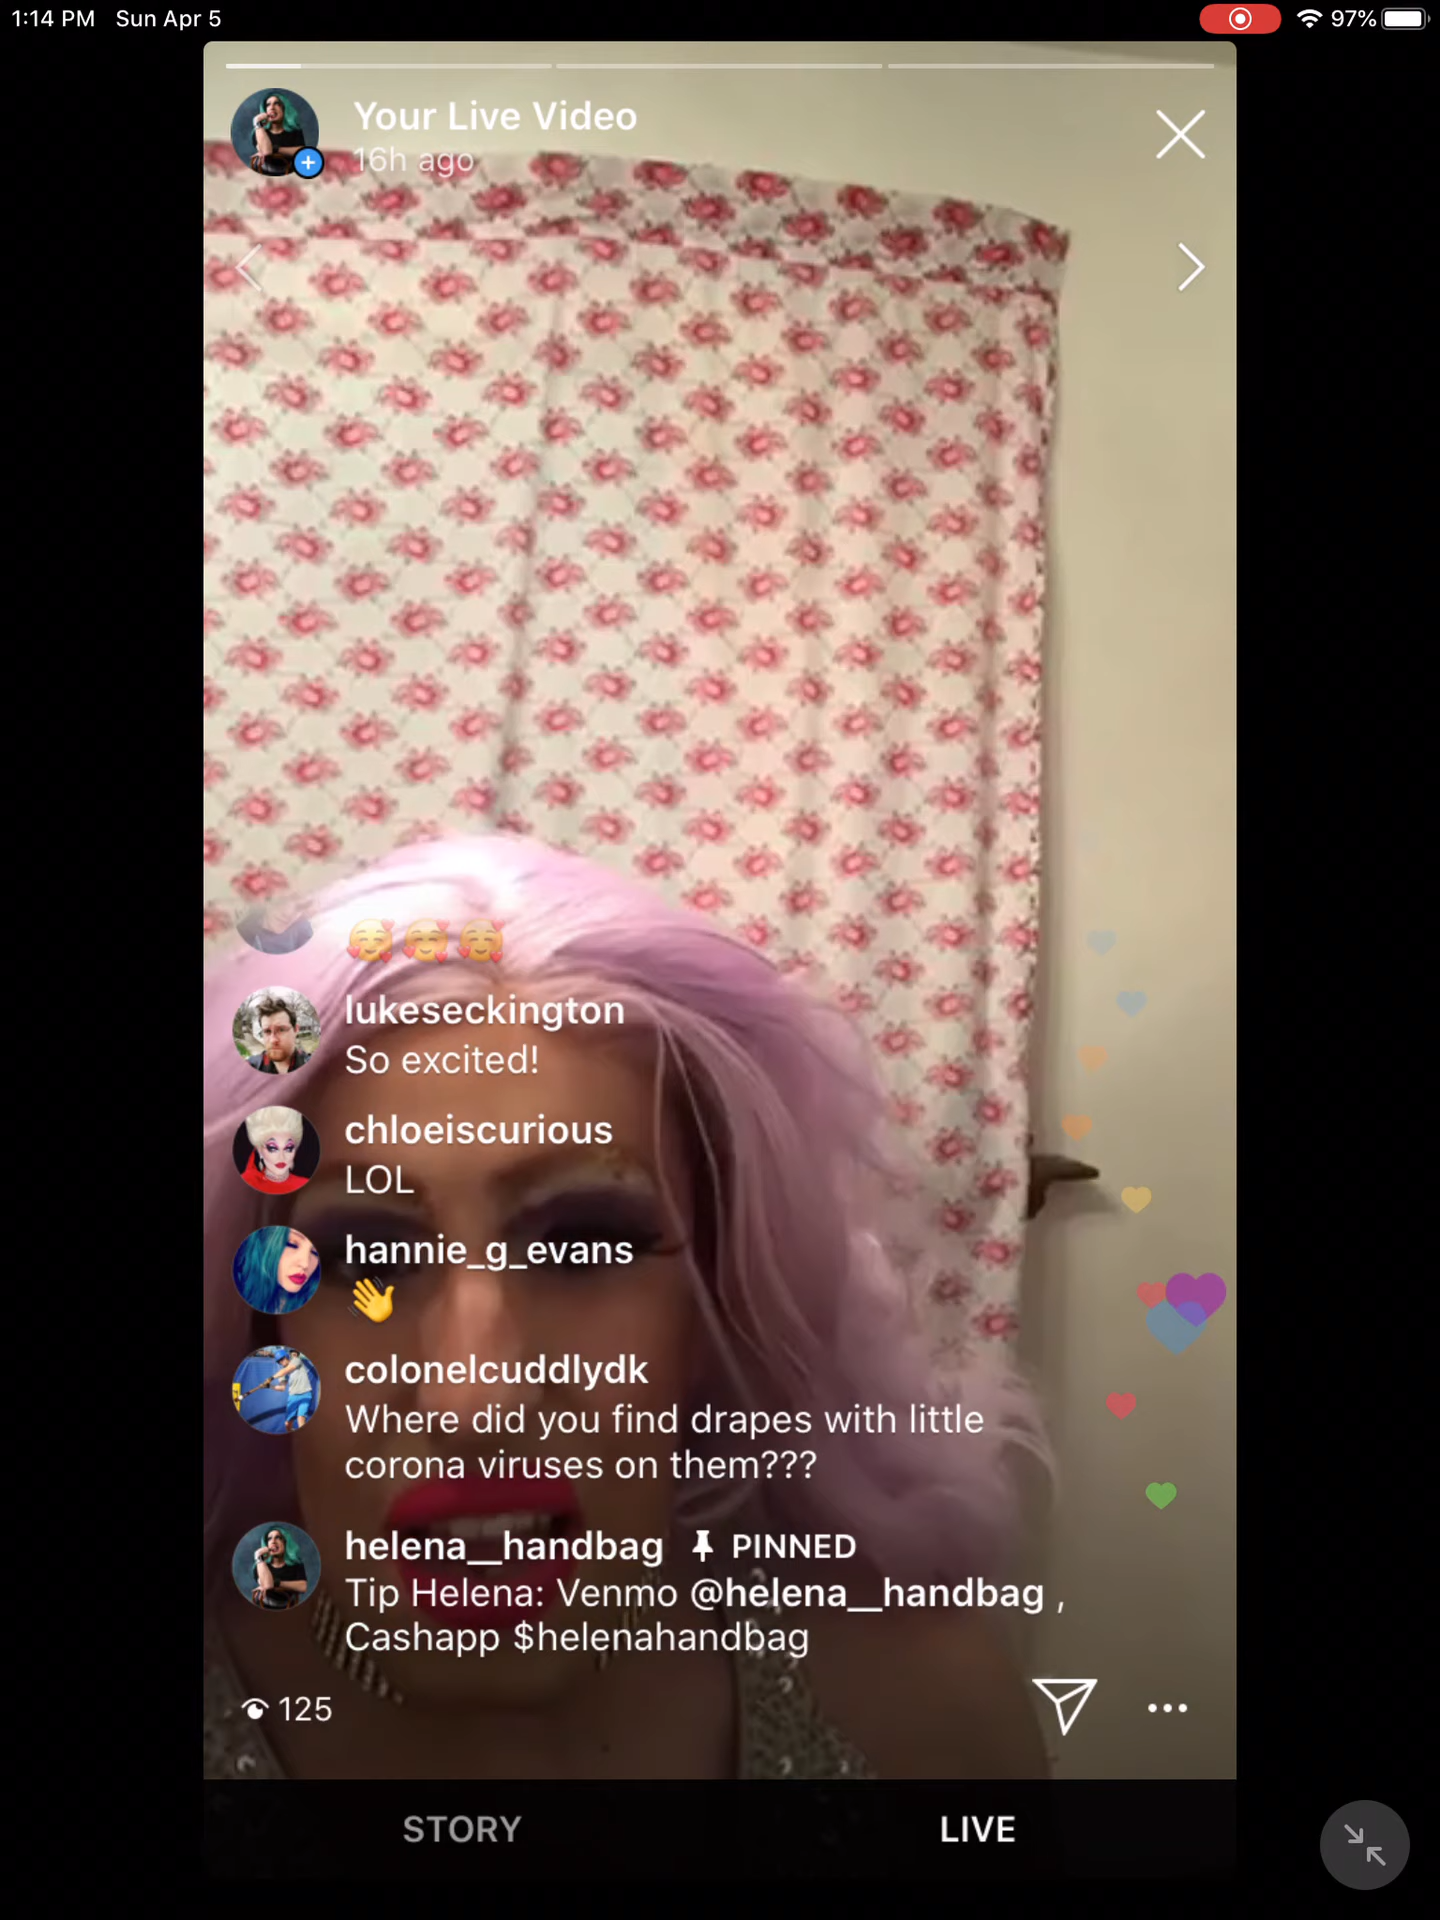 1:14 PM Sun Apr 5
97%
Your Live Video
16h ago
🥰🥰🥰
lukeseckington
So excited!
chloeiscurious
LOL
hannie_g_evans
👋
colonelcuddlydk
Where did you find drapes with little
corona viruses on them???
helena__handbag PINNED
Tip Helena: Venmo @helena__handbag ,
Cashapp $helenahandbag
125
STORY LIVE